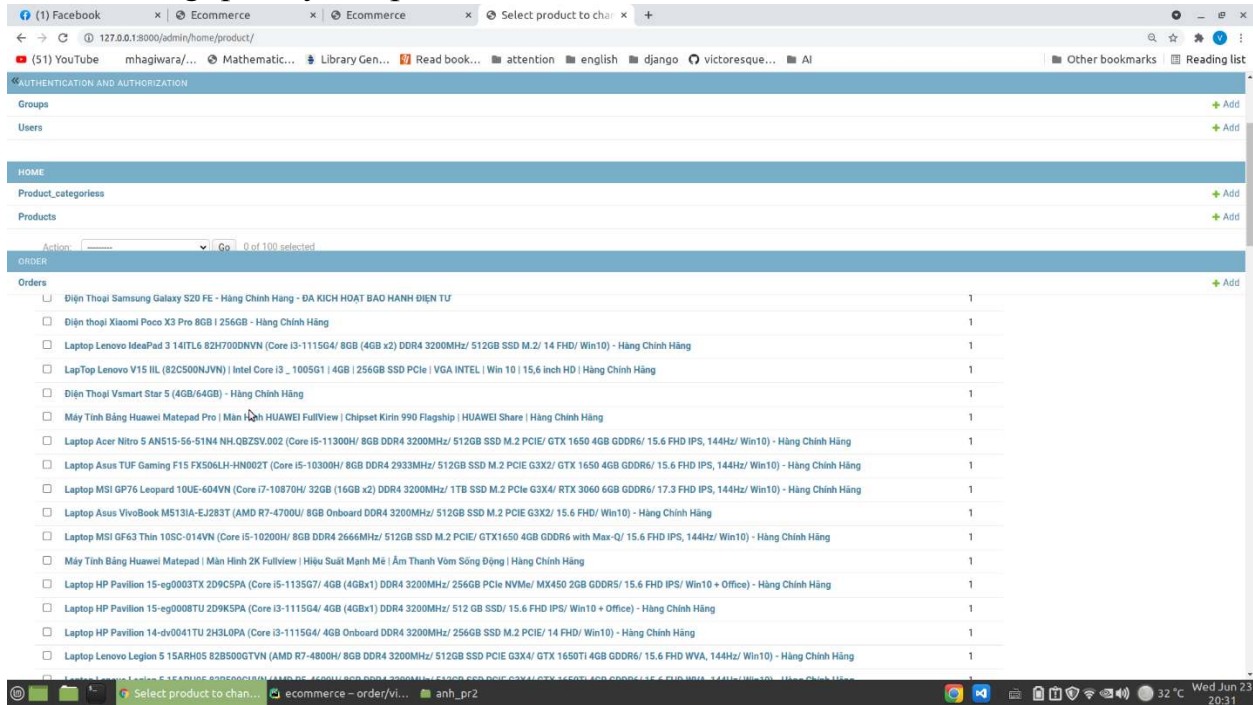 (1) Facebook × Ecommerce × Ecommerce × Select product to chan × +
127.0.0.1:8000/admin/home/product/
(51) YouTube mhagiwara/... Mathematic... Library Gen... Read book... attention english django victoresque... AI Other bookmarks Reading list
AUTHENTICATION AND AUTHORIZATION
Groups + Add
Users + Add
HOME
Product_categoriess + Add
Products + Add
Action: --------- Go 0 of 100 selected
ORDER
Orders + Add
Điện Thoại Samsung Galaxy S20 FE - Hàng Chính Hãng - ĐÃ KÍCH HOẠT BẢO HÀNH ĐIỆN TỬ 1
Điện thoại Xiaomi Poco X3 Pro 8GB I 256GB - Hàng Chính Hãng 1
Laptop Lenovo IdeaPad 3 14ITL6 82H700DNVN (Core i3-1115G4/ 8GB (4GB x2) DDR4 3200MHz/ 512GB SSD M.2/ 14 FHD/ Win10) - Hàng Chính Hãng 1
LapTop Lenovo V15 IIL (82C500NJVN) | Intel Core i3 _ 1005G1 | 4GB | 256GB SSD PCIe | VGA INTEL | Win 10 | 15,6 inch HD | Hàng Chính Hãng 1
Điện Thoại Vsmart Star 5 (4GB/64GB) - Hàng Chính Hãng 1
Máy Tính Bảng Huawei Matepad Pro | Màn Hình HUAWEI FullView | Chipset Kirin 990 Flagship | HUAWEI Share | Hàng Chính Hãng 1
Laptop Acer Nitro 5 AN515-56-51N4 NH.QBZSV.002 (Core i5-11300H/ 8GB DDR4 3200MHz/ 512GB SSD M.2 PCIE/ GTX 1650 4GB GDDR6/ 15.6 FHD IPS, 144Hz/ Win10) - Hàng Chính Hãng 1
Laptop Asus TUF Gaming F15 FX506LH-HN002T (Core i5-10300H/ 8GB DDR4 2933MHz/ 512GB SSD M.2 PCIE G3X2/ GTX 1650 4GB GDDR6/ 15.6 FHD IPS, 144Hz/ Win10) - Hàng Chính Hãng 1
Laptop MSI GP76 Leopard 10UE-604VN (Core i7-10870H/ 32GB (16GB x2) DDR4 3200MHz/ 1TB SSD M.2 PCIe G3X4/ RTX 3060 6GB GDDR6/ 17.3 FHD IPS, 144Hz/ Win10) - Hàng Chính Hãng 1
Laptop Asus VivoBook M513IA-EJ283T (AMD R7-4700U/ 8GB Onboard DDR4 3200MHz/ 512GB SSD M.2 PCIE G3X2/ 15.6 FHD/ Win10) - Hàng Chính Hãng 1
Laptop MSI GF63 Thin 10SC-014VN (Core i5-10200H/ 8GB DDR4 2666MHz/ 512GB SSD M.2 PCIE/ GTX1650 4GB GDDR6 with Max-Q/ 15.6 FHD IPS, 144Hz/ Win10) - Hàng Chính Hãng 1
Máy Tính Bảng Huawei Matepad | Màn Hình 2K Fullview | Hiệu Suất Mạnh Mẽ | Âm Thanh Vòm Sống Động | Hàng Chính Hãng 1
Laptop HP Pavilion 15-eg0003TX 2D9C5PA (Core i5-1135G7/ 4GB (4GBx1) DDR4 3200MHz/ 256GB PCIe NVMe/ MX450 2GB GDDR5/ 15.6 FHD IPS/ Win10 + Office) - Hàng Chính Hãng 1
Laptop HP Pavilion 15-eg0008TU 2D9K5PA (Core i3-1115G4/ 4GB (4GBx1) DDR4 3200MHz/ 512 GB SSD/ 15.6 FHD IPS/ Win10 + Office) - Hàng Chính Hãng 1
Laptop HP Pavilion 14-dv0041TU 2H3L0PA (Core i3-1115G4/ 4GB Onboard DDR4 3200MHz/ 256GB SSD M.2 PCIE/ 14 FHD/ Win10) - Hàng Chính Hãng 1
Laptop Lenovo Legion 5 15ARH05 82B500GTVN (AMD R7-4800H/ 8GB DDR4 3200MHz/ 512GB SSD PCIE G3X4/ GTX 1650Ti 4GB GDDR6/ 15.6 FHD WVA, 144Hz/ Win10) - Hàng Chính Hãng 1
Select product to chan... ecommerce – order/vi... anh_pr2 32 °C Wed Jun 23
20:31